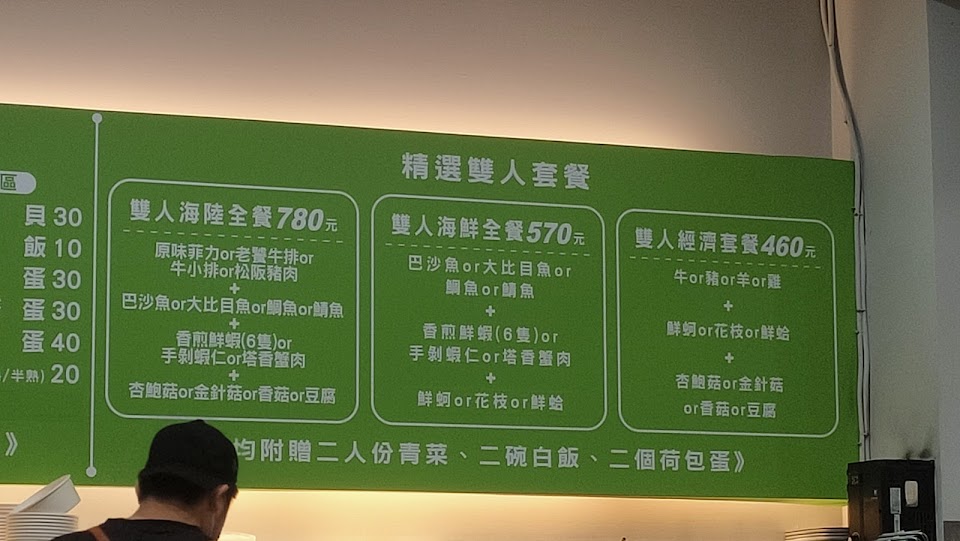 區
貝 30
飯 10
蛋 30
蛋 30
蛋 40
/半熟) 20
》
精選雙人套餐
雙人海陸全餐780元
原味菲力or老饕牛排or
牛小排or松阪豬肉
+
巴沙魚or大比目魚or鯛魚or鯖魚
+
香煎鮮蝦(6隻)or
手剝蝦仁or塔香蟹肉
+
杏鮑菇or金針菇or香菇or豆腐
雙人海鮮全餐570元
巴沙魚or大比目魚or
鯛魚or鯖魚
+
香煎鮮蝦(6隻)or
手剝蝦仁or塔香蟹肉
+
鮮蚵or花枝or鮮蛤
雙人經濟套餐460元
牛or豬or羊or雞
+
鮮蚵or花枝or鮮蛤
+
杏鮑菇or金針菇
or香菇or豆腐
均附贈二人份青菜、二碗白飯、二個荷包蛋》